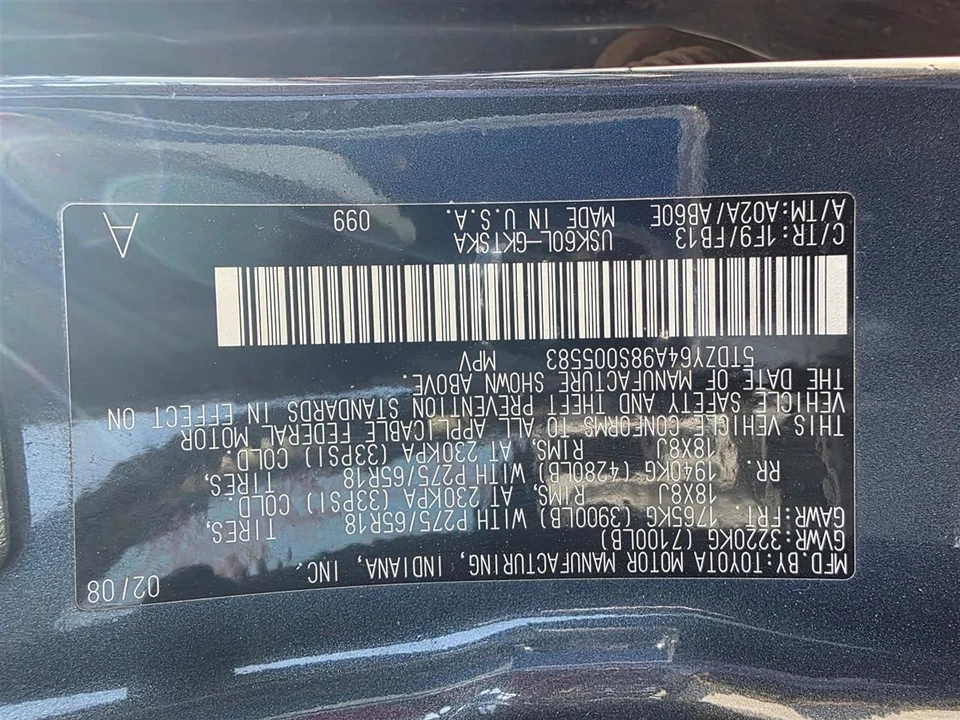 MFD.BY:TOYOTA MOTOR MANUFACTURING, INDIANA, INC. 02/08
GVWR:3220KG (7100LB)
GAWR:FRT. 1765KG (3900LB) WITH P275/65R18 TIRES,
18X8J RIMS, AT 230KPA (33PSI) COLD.
RR. 1940KG (4280LB) WITH P275/65R18 TIRES,
18X8J RIMS, AT 230KPA (33PSI) COLD.
THIS VEHICLE CONFORMS TO ALL APPLICABLE FEDERAL MOTOR
VEHICLE SAFETY AND THEFT PREVENTION STANDARDS IN EFFECT ON
THE DATE OF MANUFACTURE SHOWN ABOVE.
5TDZY64A98S005583 MPV
C/TR:1F9/FB13 USK60L-GKTSKA
A/TM:A02A/AB60E MADE IN U.S.A. 099 A